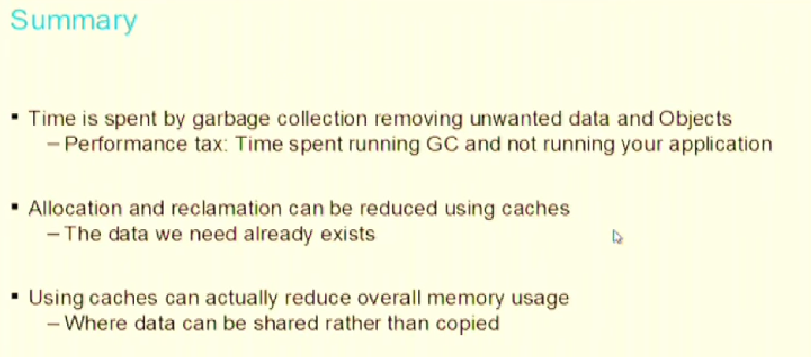 Summary
▪ Time is spent by garbage collection removing unwanted data and Objects
– Performance tax: Time spent running GC and not running your application
▪ Allocation and reclamation can be reduced using caches
– The data we need already exists
▪ Using caches can actually reduce overall memory usage
– Where data can be shared rather than copied